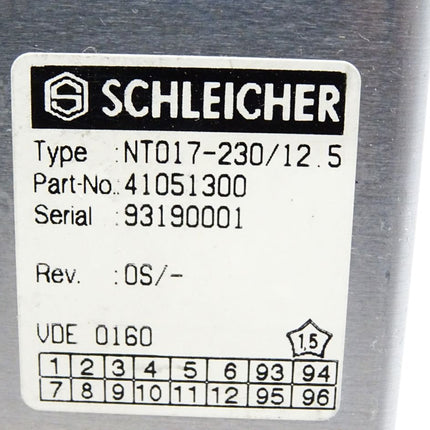 S SCHLEICHER
Type :NT017-230/12.5
Part-No.:41051300
Serial :93190001
Rev. :0S/-
VDE 0160 1,5
1 2 3 4 5 6 93 94
7 8 9 10 11 12 95 96